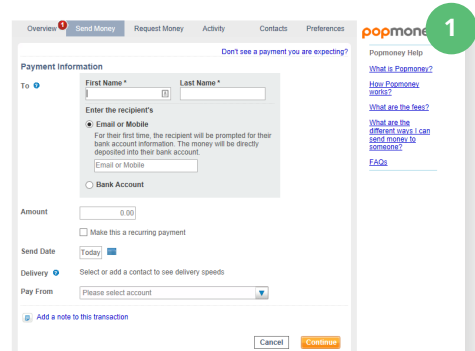 Overview 1 Send Money Request Money Activity Contacts Preferences
popmone
1
Don't see a payment you are expecting?
Payment Information
To ?
First Name * Last Name *
Enter the recipient's
Email or Mobile
For their first time, the recipient will be prompted for their
bank account information. The money will be directly
deposited into their bank account.
Email or Mobile
Bank Account
Amount 0.00
Make this a recurring payment
Send Date Today
Delivery ? Select or add a contact to see delivery speeds
Pay From Please select account
Add a note to this transaction
Cancel Continue
Popmoney Help
What is Popmoney?
How Popmoney
works?
What are the fees?
What are the
different ways I can
send money to
someone?
FAQs